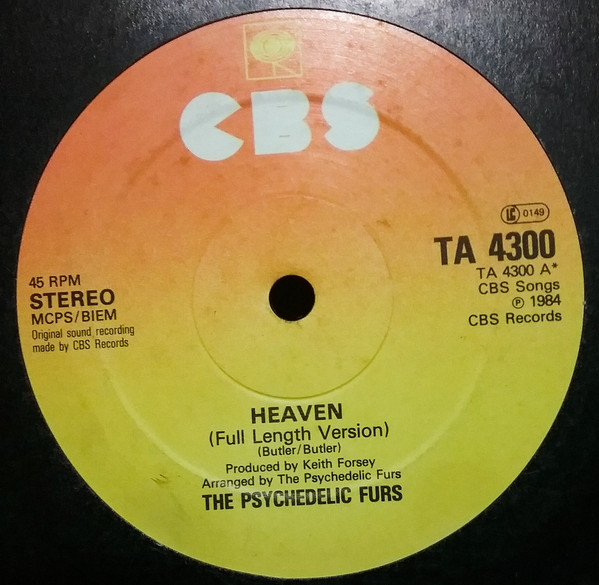 CBS
LC 0149
TA 4300
TA 4300 A*
CBS Songs
℗ 1984
CBS Records
45 RPM
STEREO
MCPS/BIEM
Original sound recording
made by CBS Records
HEAVEN
(Full Length Version)
(Butler/Butler)
Produced by Keith Forsey
Arranged by The Psychedelic Furs
THE PSYCHEDELIC FURS